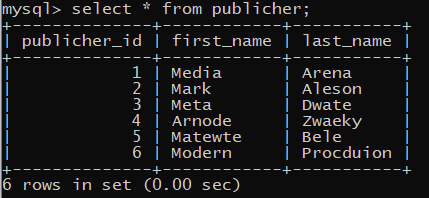 mysql> select * from publicher;
+--------------+------------+-----------+
| publicher_id | first_name | last_name |
+--------------+------------+-----------+
|            1 | Media      | Arena     |
|            2 | Mark       | Aleson    |
|            3 | Meta       | Dwate     |
|            4 | Arnode     | Zwaeky    |
|            5 | Matewte    | Bele      |
|            6 | Modern     | Procduion |
+--------------+------------+-----------+
6 rows in set (0.00 sec)